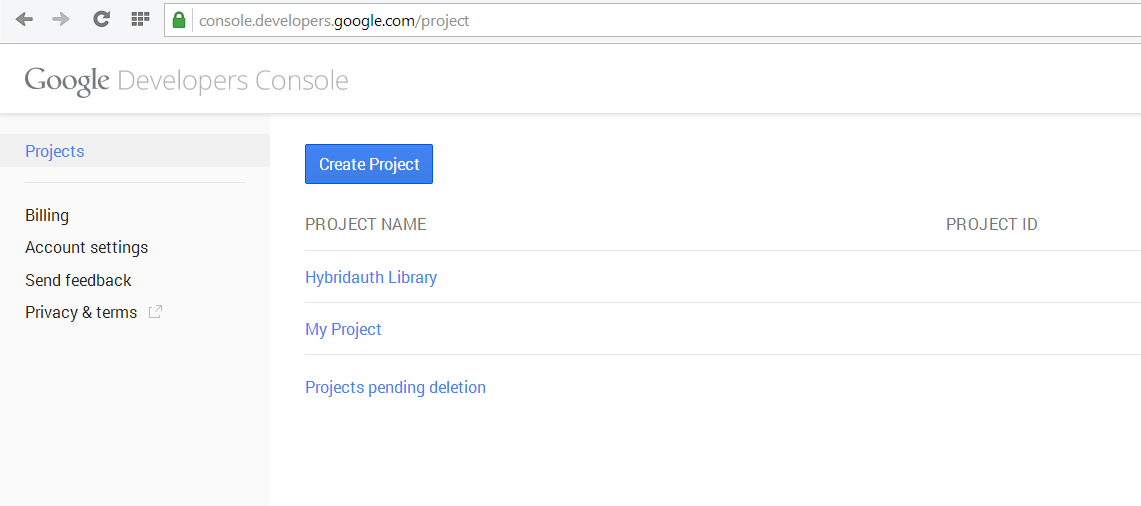 console.developers.google.com/project
Google Developers Console
Projects
Billing
Account settings
Send feedback
Privacy & terms
Create Project
PROJECT NAME PROJECT ID
Hybridauth Library
My Project
Projects pending deletion